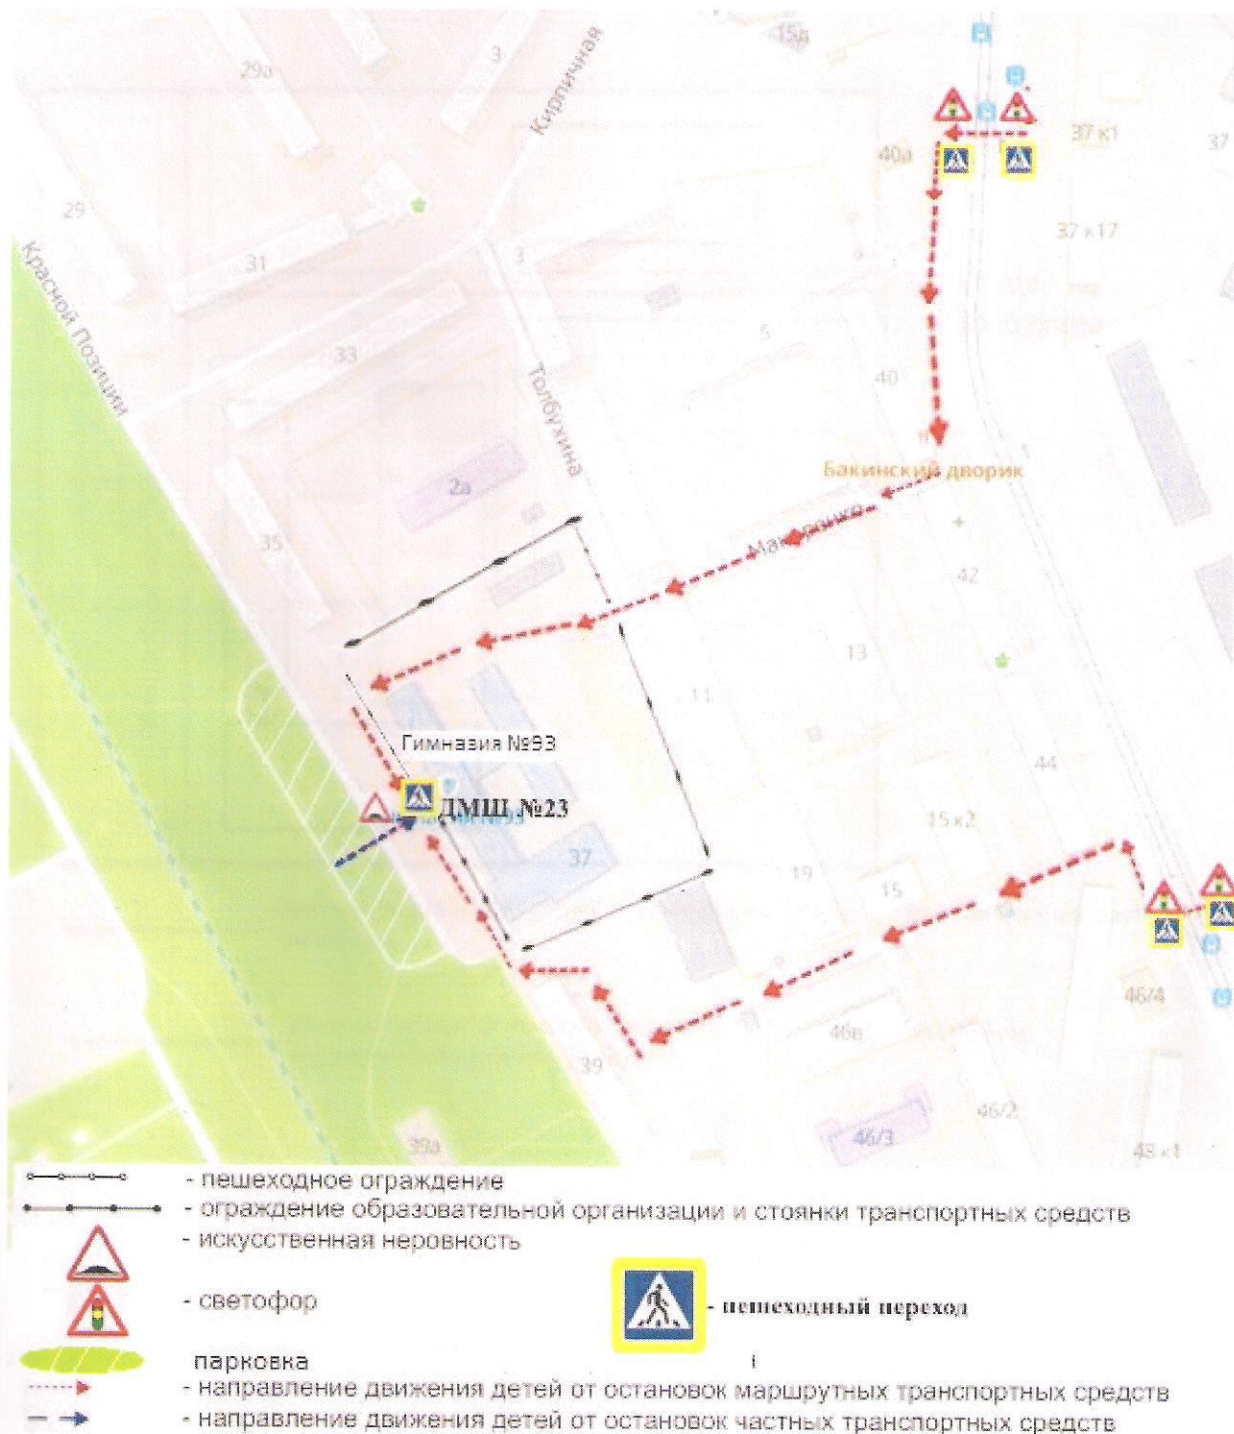 15д
3
29а
Кирпичная
37 к1
37
40а
29
37 к17
31
3
6
Красной Позиции
5
33
40
Толбухина
Бакинский дворик
2а
35
42
13
11
Гимназия №93
44
ДМШ №23
15 к2
37
19
15
46/4
46в
39
46/2
46/3
39а
48 к1
- пешеходное ограждение
- ограждение образовательной организации и стоянки транспортных средств
- искусственная неровность
- светофор
- пешеходный переход
парковка
- направление движения детей от остановок маршрутных транспортных средств
- направление движения детей от остановок частных транспортных средств